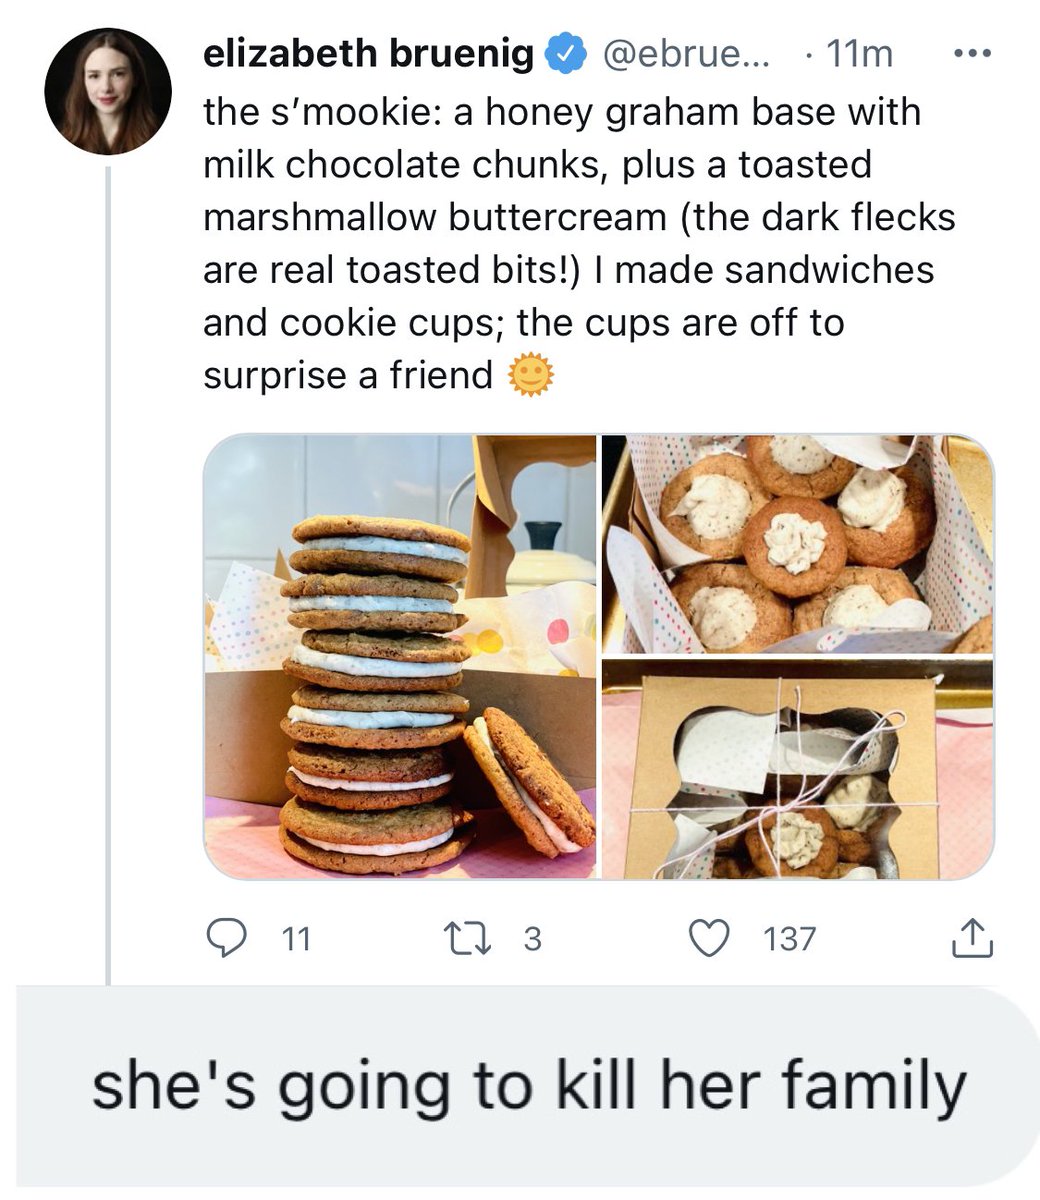 elizabeth bruenig @ebrue... · 11m
the s’mookie: a honey graham base with
milk chocolate chunks, plus a toasted
marshmallow buttercream (the dark flecks
are real toasted bits!) I made sandwiches
and cookie cups; the cups are off to
surprise a friend 🌞
11 3 137
she's going to kill her family